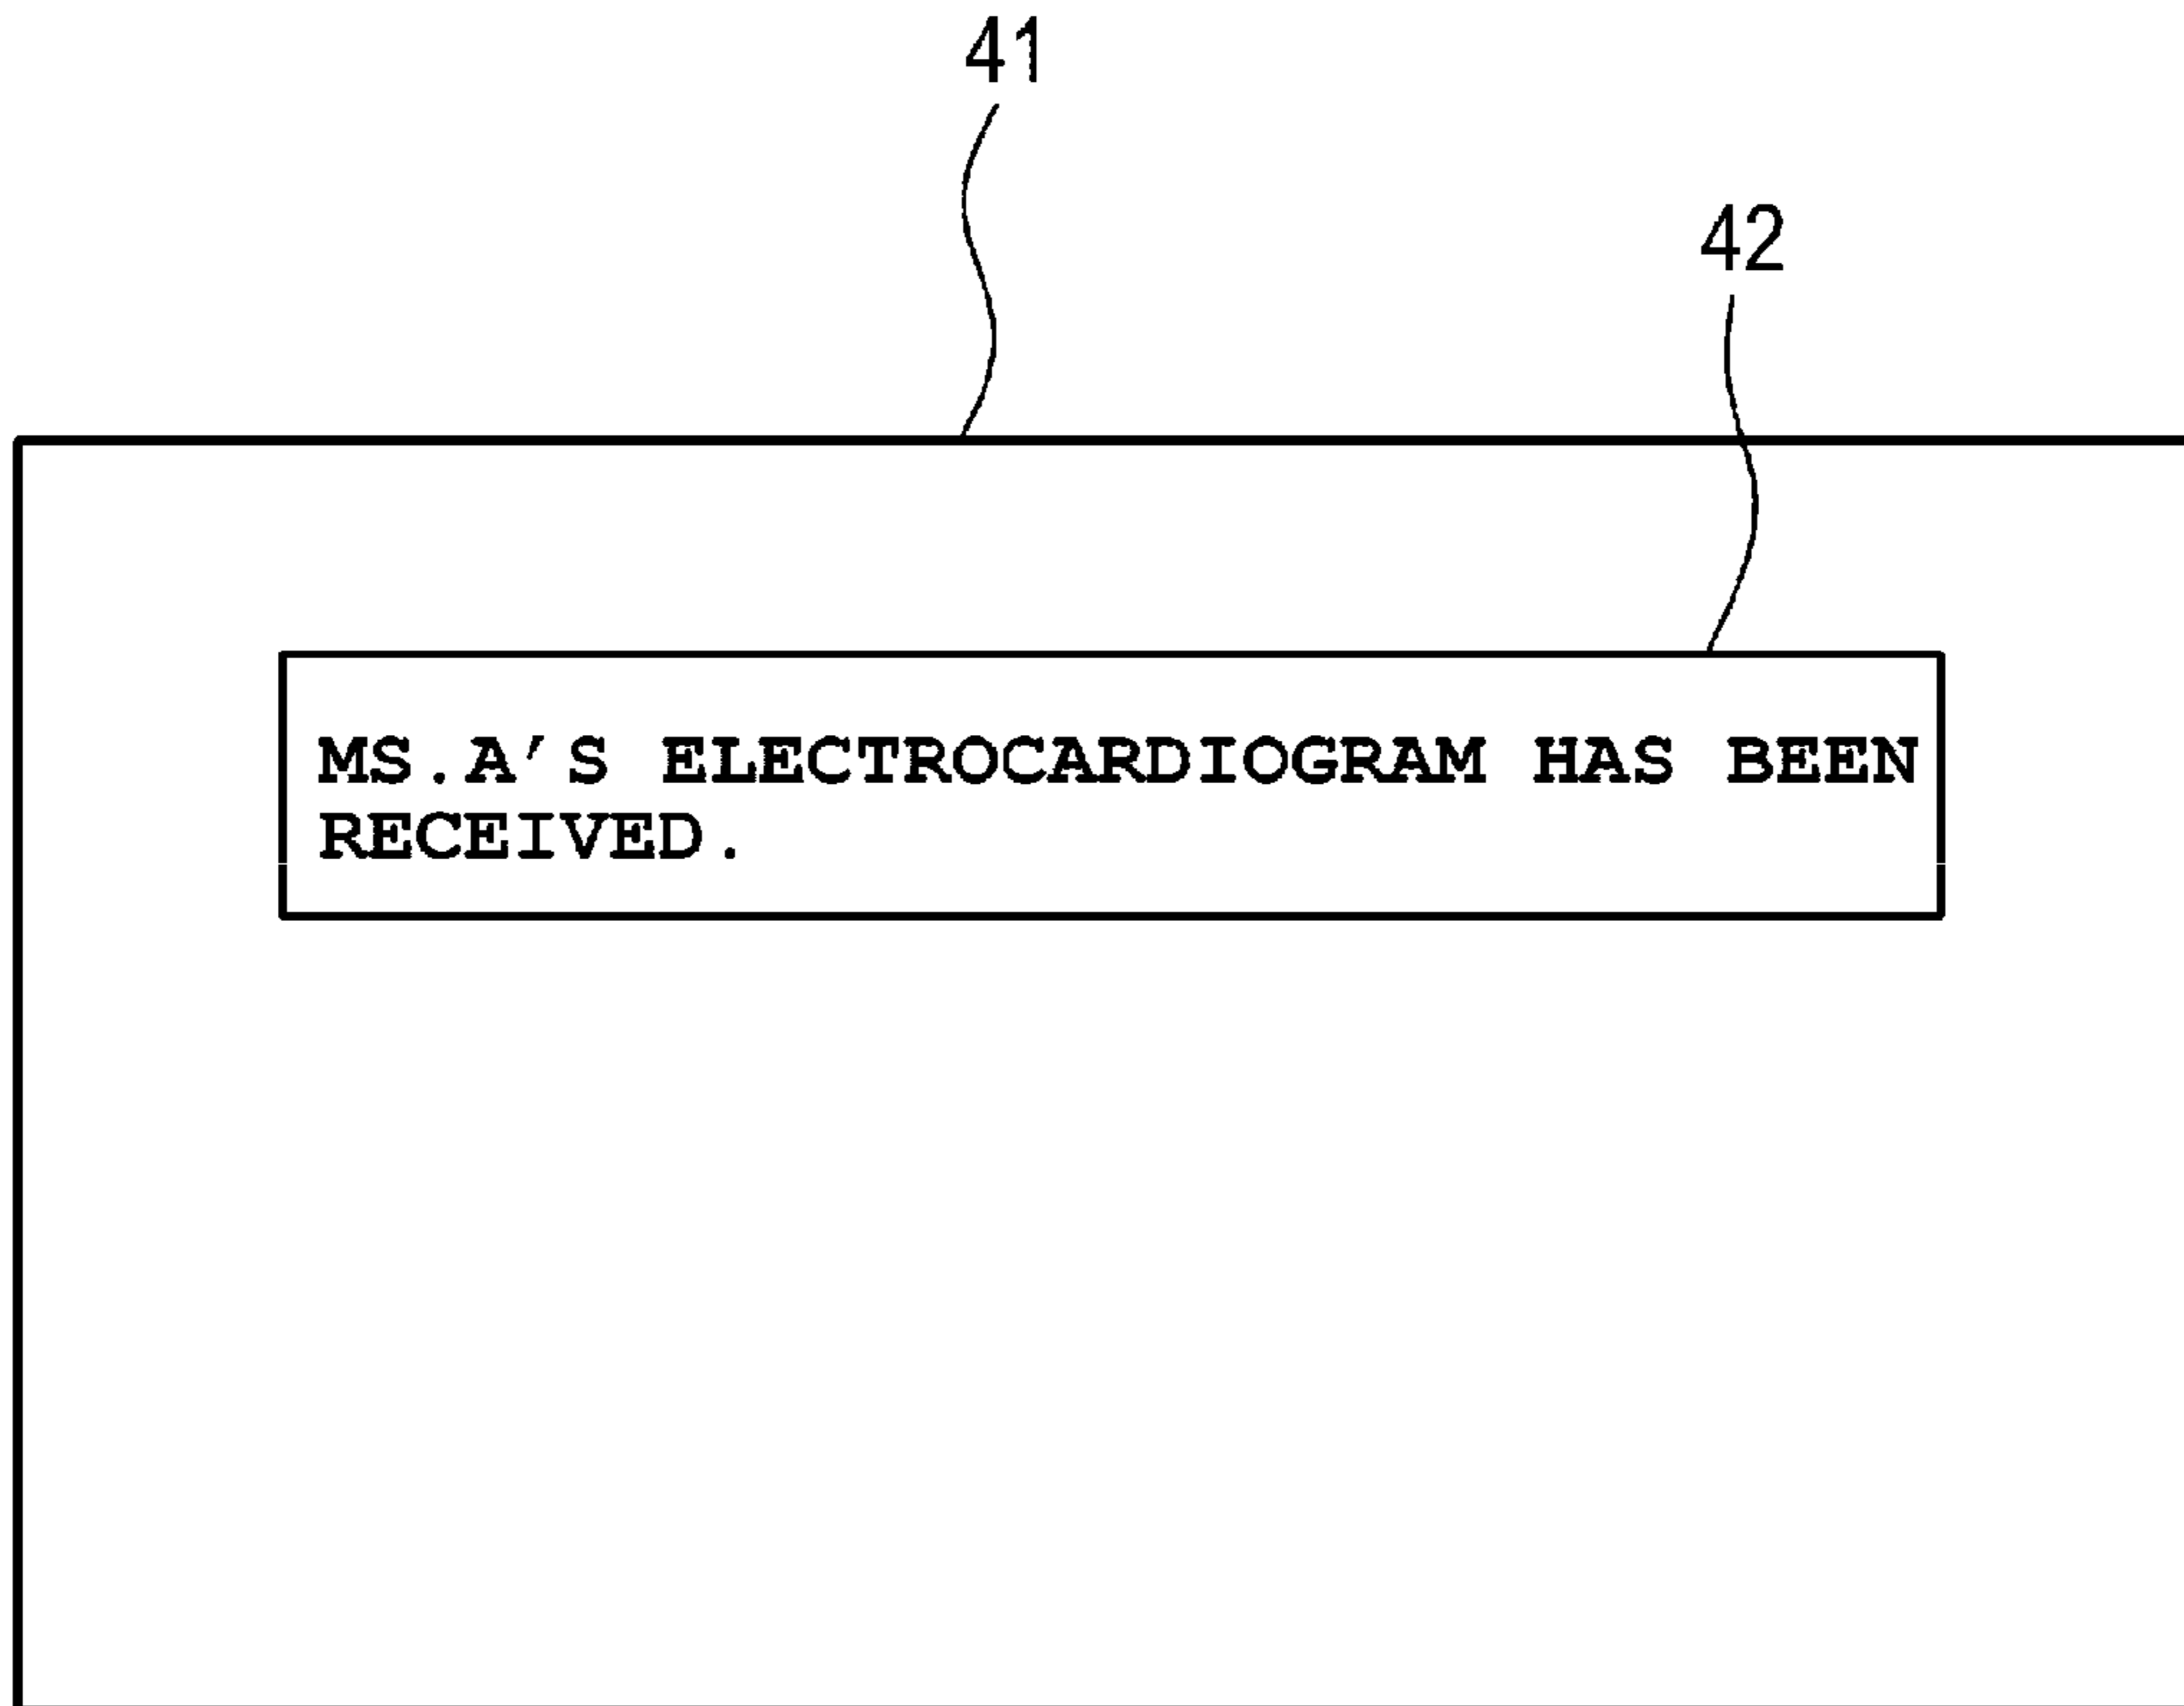 41
42
MS.A'S ELECTROCARDIOGRAM HAS BEEN
RECEIVED.